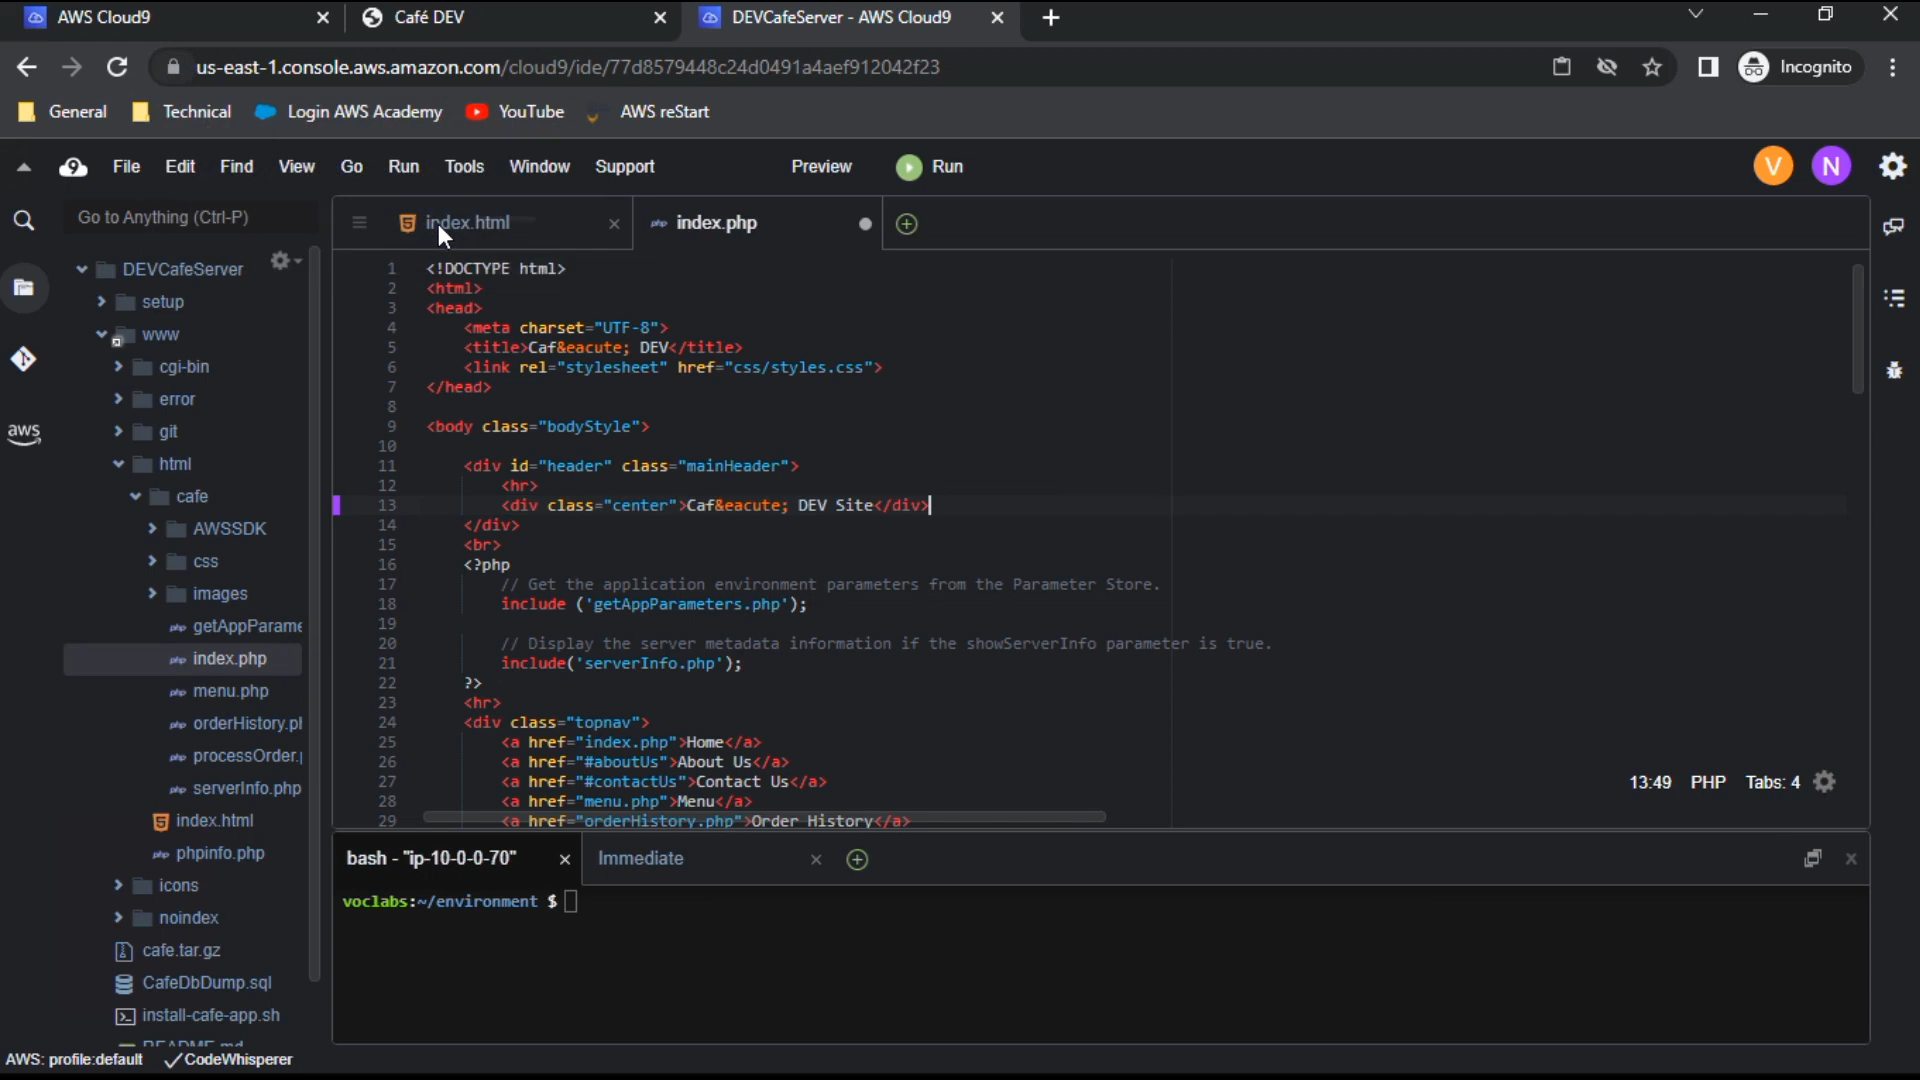 AWS Cloud9
Café DEV
DEVCafeServer - AWS Cloud9
us-east-1.console.aws.amazon.com/cloud9/ide/77d8579448c24d0491a4aef912042f23
Incognito
General
Technical
Login AWS Academy
YouTube
AWS reStart
9
File
Edit
Find
View
Go
Run
Tools
Window
Support
Preview
Run
V
N
Go to Anything (Ctrl-P)
DEVCafeServer
setup
www
cgi-bin
error
git
html
cafe
AWSSDK
css
images
php getAppParame
php index.php
php menu.php
php orderHistory.pl
php processOrder.
php serverInfo.php
index.html
php phpinfo.php
icons
noindex
cafe.tar.gz
CafeDbDump.sql
install-cafe-app.sh
README.md
aws
index.html
php index.php
1 <!DOCTYPE html>
2 <html>
3 <head>
4 <meta charset="UTF-8">
5 <title>Caf&eacute; DEV</title>
6 <link rel="stylesheet" href="css/styles.css">
7 </head>
8
9 <body class="bodyStyle">
10
11 <div id="header" class="mainHeader">
12 <hr>
13 <div class="center">Caf&eacute; DEV Site</div>
14 </div>
15 <br>
16 <?php
17 // Get the application environment parameters from the Parameter Store.
18 include ('getAppParameters.php');
19
20 // Display the server metadata information if the showServerInfo parameter is true.
21 include('serverInfo.php');
22 ?>
23 <hr>
24 <div class="topnav">
25 <a href="index.php">Home</a>
26 <a href="#aboutUs">About Us</a>
27 <a href="#contactUs">Contact Us</a>
28 <a href="menu.php">Menu</a>
29 <a href="orderHistory.php">Order History</a>
13:49 PHP Tabs: 4
bash - "ip-10-0-0-70"
Immediate
voclabs:~/environment $
AWS: profile:default
CodeWhisperer